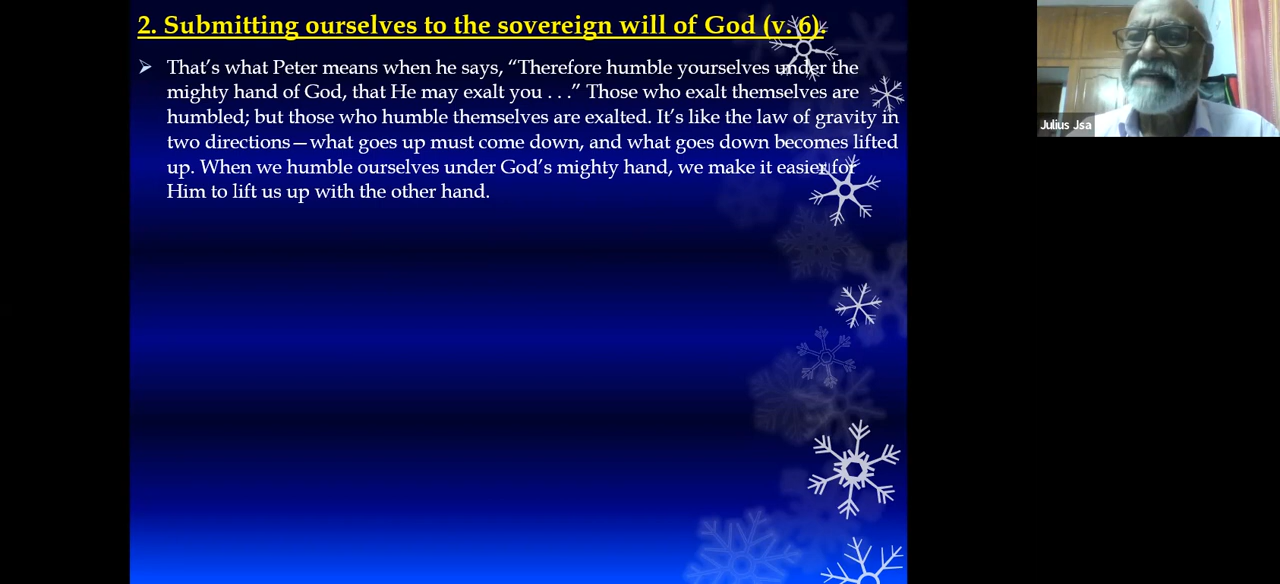 2. Submitting ourselves to the sovereign will of God (v. 6).
➢ That’s what Peter means when he says, “Therefore humble yourselves under the
mighty hand of God, that He may exalt you . . .” Those who exalt themselves are
humbled; but those who humble themselves are exalted. It’s like the law of gravity in
two directions—what goes up must come down, and what goes down becomes lifted
up. When we humble ourselves under God’s mighty hand, we make it easier for
Him to lift us up with the other hand.
Julius Jsa